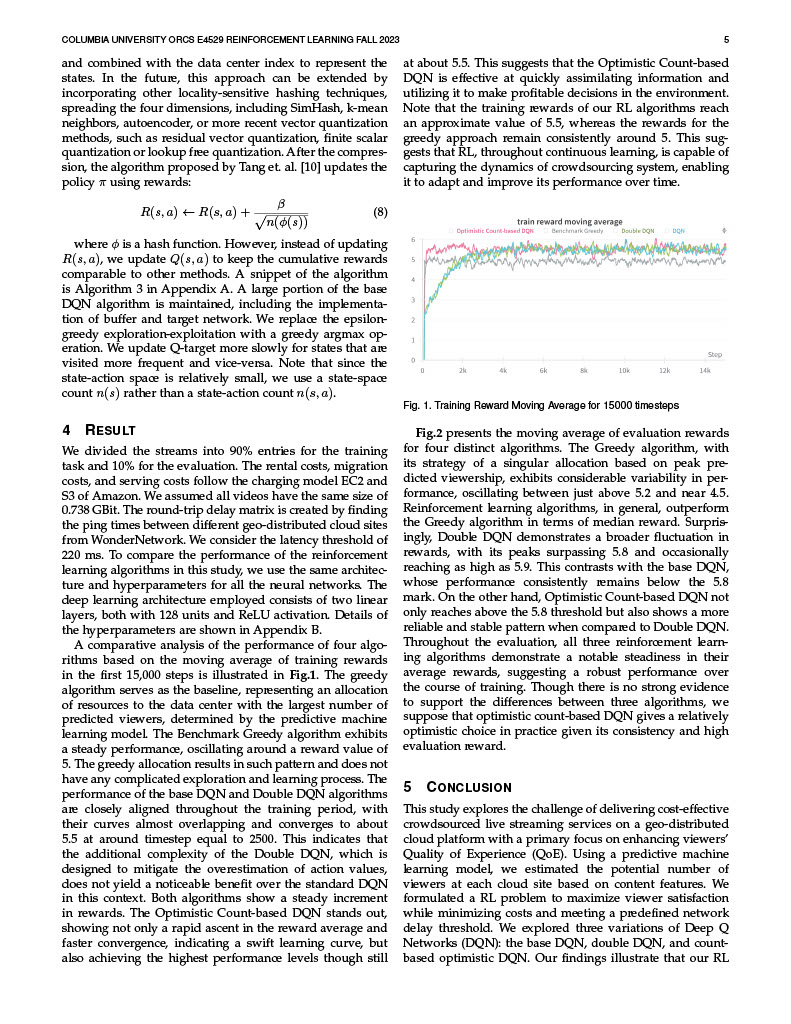 COLUMBIA UNIVERSITY ORCS E4529 REINFORCEMENT LEARNING FALL 2023
5
and combined with the data center index to represent the
states. In the future, this approach can be extended by
incorporating other locality-sensitive hashing techniques,
spreading the four dimensions, including SimHash, k-mean
neighbors, autoencoder, or more recent vector quantization
methods, such as residual vector quantization, finite scalar
quantization or lookup free quantization. After the compres-
sion, the algorithm proposed by Tang et. al. [10] updates the
policy π using rewards:
R(s, a) ← R(s, a) + β / √n(ϕ(s)) (8)
where ϕ is a hash function. However, instead of updating
R(s, a), we update Q(s, a) to keep the cumulative rewards
comparable to other methods. A snippet of the algorithm
is Algorithm 3 in Appendix A. A large portion of the base
DQN algorithm is maintained, including the implementa-
tion of buffer and target network. We replace the epsilon-
greedy exploration-exploitation with a greedy argmax op-
eration. We update Q-target more slowly for states that are
visited more frequent and vice-versa. Note that since the
state-action space is relatively small, we use a state-space
count n(s) rather than a state-action count n(s, a).
4 RESULT
We divided the streams into 90% entries for the training
task and 10% for the evaluation. The rental costs, migration
costs, and serving costs follow the charging model EC2 and
S3 of Amazon. We assumed all videos have the same size of
0.738 GBit. The round-trip delay matrix is created by finding
the ping times between different geo-distributed cloud sites
from WonderNetwork. We consider the latency threshold of
220 ms. To compare the performance of the reinforcement
learning algorithms in this study, we use the same architec-
ture and hyperparameters for all the neural networks. The
deep learning architecture employed consists of two linear
layers, both with 128 units and ReLU activation. Details of
the hyperparameters are shown in Appendix B.
A comparative analysis of the performance of four algo-
rithms based on the moving average of training rewards
in the first 15,000 steps is illustrated in Fig.1. The greedy
algorithm serves as the baseline, representing an allocation
of resources to the data center with the largest number of
predicted viewers, determined by the predictive machine
learning model. The Benchmark Greedy algorithm exhibits
a steady performance, oscillating around a reward value of
5. The greedy allocation results in such pattern and does not
have any complicated exploration and learning process. The
performance of the base DQN and Double DQN algorithms
are closely aligned throughout the training period, with
their curves almost overlapping and converges to about
5.5 at around timestep equal to 2500. This indicates that
the additional complexity of the Double DQN, which is
designed to mitigate the overestimation of action values,
does not yield a noticeable benefit over the standard DQN
in this context. Both algorithms show a steady increment
in rewards. The Optimistic Count-based DQN stands out,
showing not only a rapid ascent in the reward average and
faster convergence, indicating a swift learning curve, but
also achieving the highest performance levels though still
at about 5.5. This suggests that the Optimistic Count-based
DQN is effective at quickly assimilating information and
utilizing it to make profitable decisions in the environment.
Note that the training rewards of our RL algorithms reach
an approximate value of 5.5, whereas the rewards for the
greedy approach remain consistently around 5. This sug-
gests that RL, throughout continuous learning, is capable of
capturing the dynamics of crowdsourcing system, enabling
it to adapt and improve its performance over time.
train reward moving average
Optimistic Count-based DQN Benchmark Greedy Double DQN DQN
6
5
4
3
2
1
0
Step
0 2k 4k 6k 8k 10k 12k 14k
Fig. 1. Training Reward Moving Average for 15000 timesteps
Fig.2 presents the moving average of evaluation rewards
for four distinct algorithms. The Greedy algorithm, with
its strategy of a singular allocation based on peak pre-
dicted viewership, exhibits considerable variability in per-
formance, oscillating between just above 5.2 and near 4.5.
Reinforcement learning algorithms, in general, outperform
the Greedy algorithm in terms of median reward. Surpris-
ingly, Double DQN demonstrates a broader fluctuation in
rewards, with its peaks surpassing 5.8 and occasionally
reaching as high as 5.9. This contrasts with the base DQN,
whose performance consistently remains below the 5.8
mark. On the other hand, Optimistic Count-based DQN not
only reaches above the 5.8 threshold but also shows a more
reliable and stable pattern when compared to Double DQN.
Throughout the evaluation, all three reinforcement learn-
ing algorithms demonstrate a notable steadiness in their
average rewards, suggesting a robust performance over
the course of training. Though there is no strong evidence
to support the differences between three algorithms, we
suppose that optimistic count-based DQN gives a relatively
optimistic choice in practice given its consistency and high
evaluation reward.
5 CONCLUSION
This study explores the challenge of delivering cost-effective
crowdsourced live streaming services on a geo-distributed
cloud platform with a primary focus on enhancing viewers'
Quality of Experience (QoE). Using a predictive machine
learning model, we estimated the potential number of
viewers at each cloud site based on content features. We
formulated a RL problem to maximize viewer satisfaction
while minimizing costs and meeting a predefined network
delay threshold. We explored three variations of Deep Q
Networks (DQN): the base DQN, double DQN, and count-
based optimistic DQN. Our findings illustrate that our RL